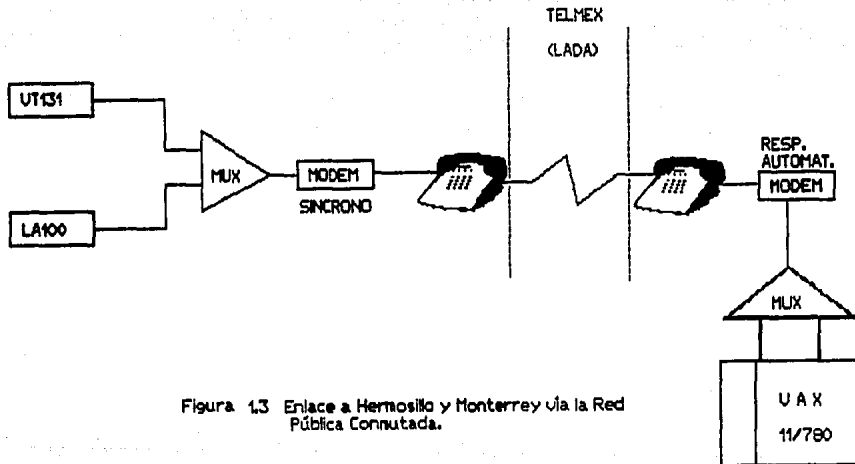 TELMEX
(LADA)
VT131
MUX
MODEM
SINCRONO
RESP.
AUTOMAT.
MODEM
LA100
MUX
VAX
11/780
Figura 1.3 Enlace a Hermosillo y Monterrey vía la Red
Pública Conmutada.